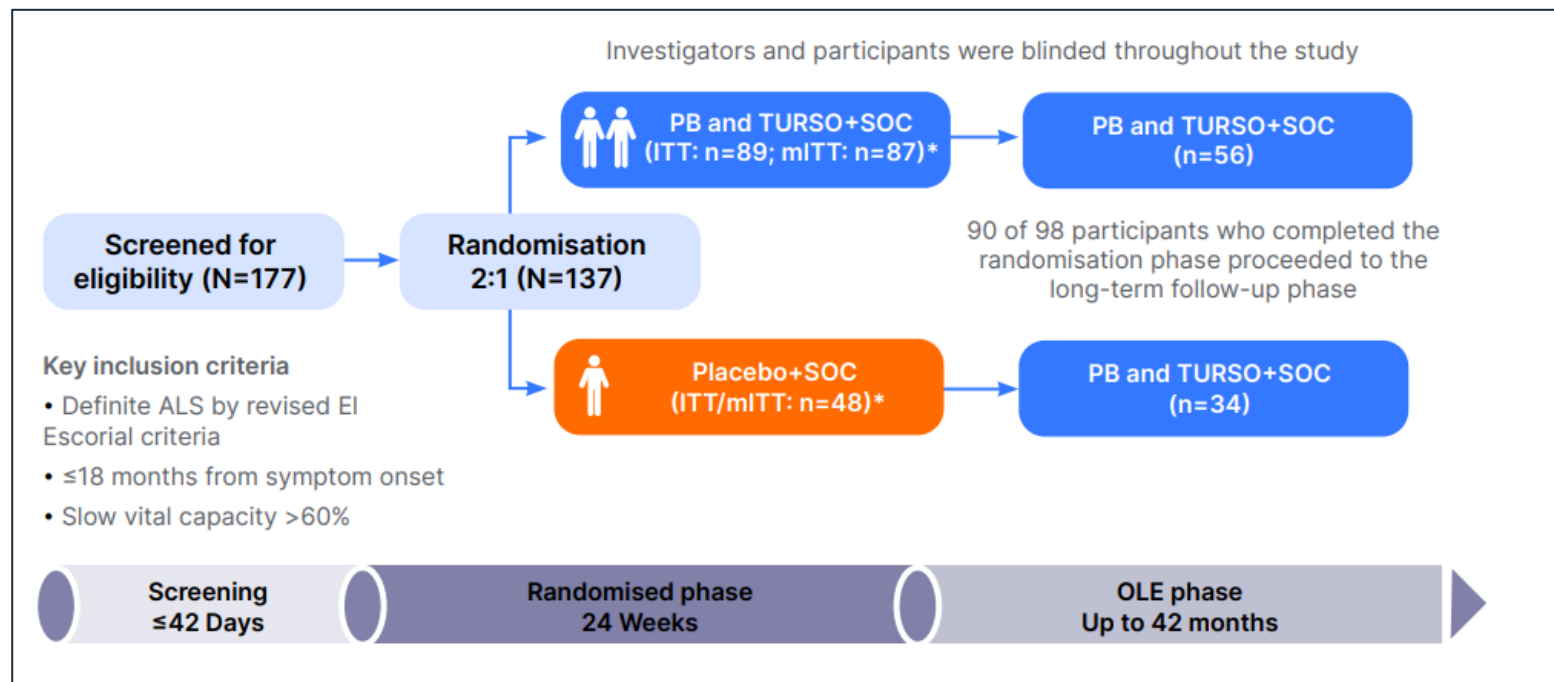 Investigators and participants were blinded throughout the study
PB and TURSO+SOC
(ITT: n=89; mITT: n=87)*
PB and TURSO+SOC
(n=56)
Screened for
eligibility (N=177)
Randomisation
2:1 (N=137)
90 of 98 participants who completed the
randomisation phase proceeded to the
long-term follow-up phase
Placebo+SOC
(ITT/mITT: n=48)*
PB and TURSO+SOC
(n=34)
Key inclusion criteria
• Definite ALS by revised EI
Escorial criteria
• ≤18 months from symptom onset
• Slow vital capacity >60%
Screening
≤42 Days
Randomised phase
24 Weeks
OLE phase
Up to 42 months